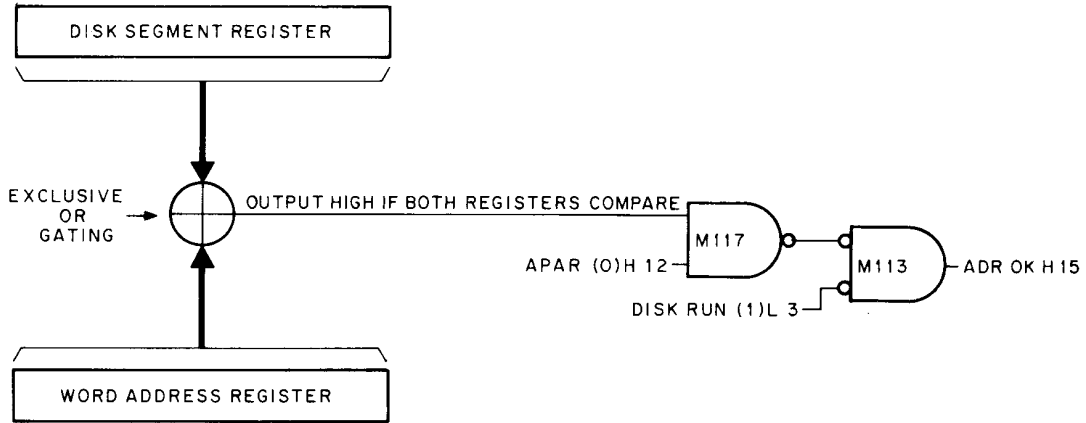 DISK SEGMENT REGISTER
EXCLUSIVE
OR
GATING
OUTPUT HIGH IF BOTH REGISTERS COMPARE
M117
APAR (0)H 12
M113
ADR OK H 15
DISK RUN (1)L 3
WORD ADDRESS REGISTER